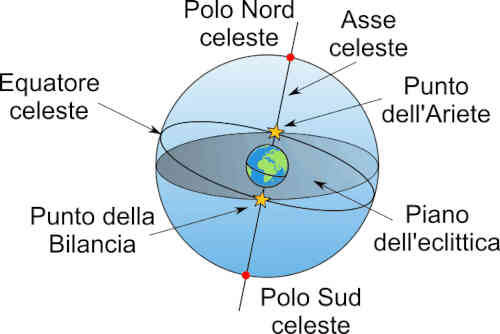 Polo Nord
celeste
Asse
celeste
Equatore
celeste
Punto
dell'Ariete
Punto della
Bilancia
Piano
dell'eclittica
Polo Sud
celeste